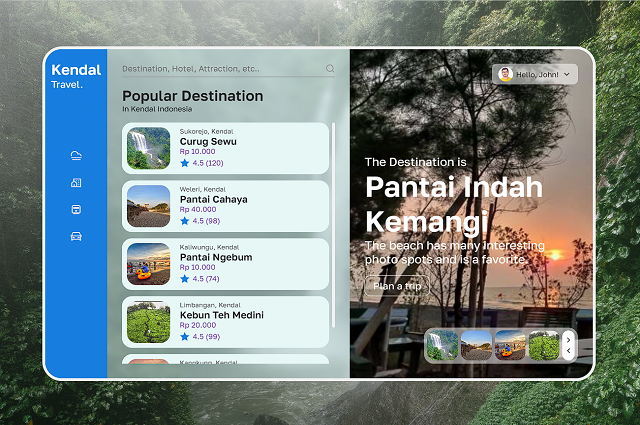 Kendal
Travel.
Destination, Hotel, Attraction, etc..
Popular Destination
In Kendal Indonesia
Sukorejo, Kendal
Curug Sewu
Rp 10.000
4.5 (120)
Weleri, Kendal
Pantai Cahaya
Rp 40.000
4.5 (98)
Kaliwungu, Kendal
Pantai Ngebum
Rp 10.000
4.5 (74)
Limbangan, Kendal
Kebun Teh Medini
Rp 20.000
4.5 (99)
Kangkung, Kendal
Hello, John!
The Destination is
Pantai Indah
Kemangi
The beach has many interesting
photo spots and is a favorite.
Plan a trip